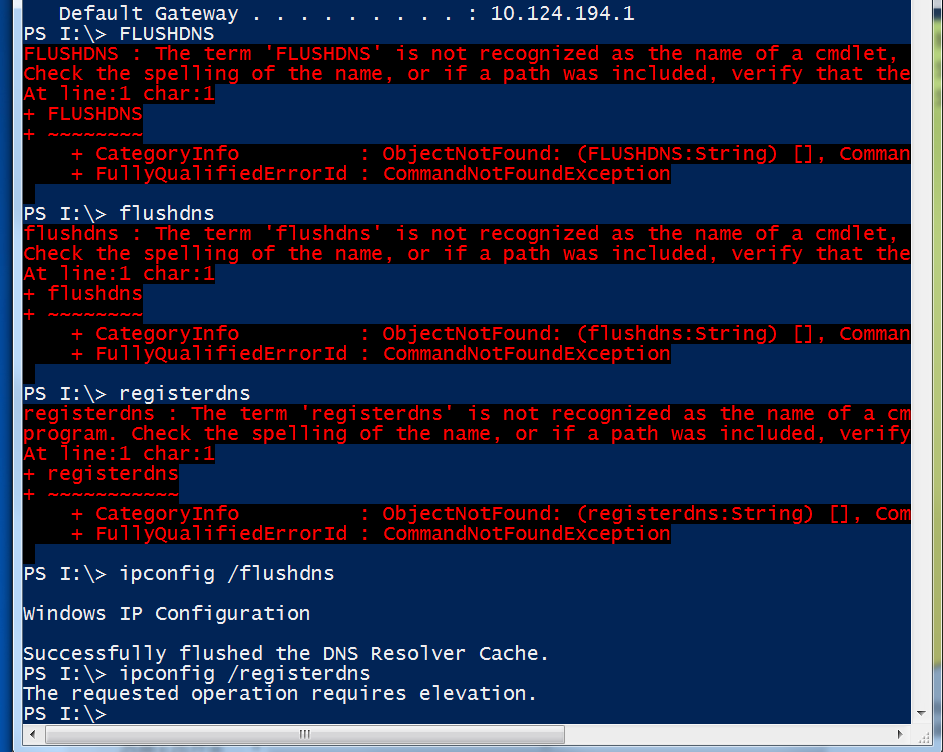 Default Gateway . . . . . . . . . : 10.124.194.1
PS I:\> FLUSHDNS
FLUSHDNS : The term 'FLUSHDNS' is not recognized as the name of a cmdlet,
Check the spelling of the name, or if a path was included, verify that the
At line:1 char:1
+ FLUSHDNS
+ ~~~~~~~~
    + CategoryInfo          : ObjectNotFound: (FLUSHDNS:String) [], Comman
    + FullyQualifiedErrorId : CommandNotFoundException
PS I:\> flushdns
flushdns : The term 'flushdns' is not recognized as the name of a cmdlet,
Check the spelling of the name, or if a path was included, verify that the
At line:1 char:1
+ flushdns
+ ~~~~~~~~
    + CategoryInfo          : ObjectNotFound: (flushdns:String) [], Comman
    + FullyQualifiedErrorId : CommandNotFoundException
PS I:\> registerdns
registerdns : The term 'registerdns' is not recognized as the name of a cm
program. Check the spelling of the name, or if a path was included, verify
At line:1 char:1
+ registerdns
+ ~~~~~~~~~~~
    + CategoryInfo          : ObjectNotFound: (registerdns:String) [], Com
    + FullyQualifiedErrorId : CommandNotFoundException
PS I:\> ipconfig /flushdns
Windows IP Configuration
Successfully flushed the DNS Resolver Cache.
PS I:\> ipconfig /registerdns
The requested operation requires elevation.
PS I:\>